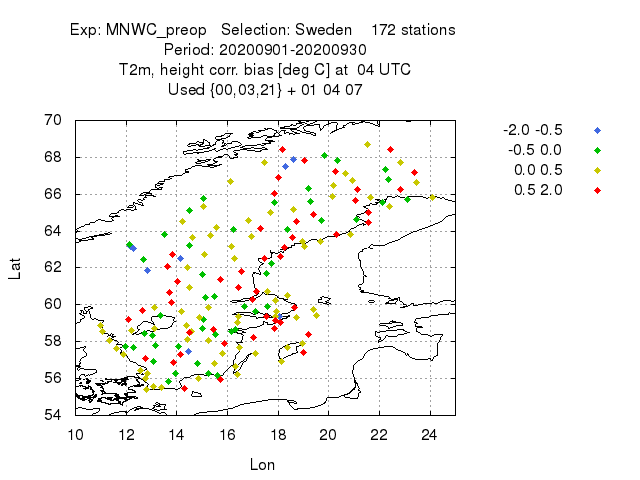 Exp: MNWC_preop   Selection: Sweden    172 stations
Period: 20200901-20200930
T2m, height corr. bias [deg C] at  04 UTC
Used {00,03,21} + 01 04 07
-2.0 -0.5
-0.5 0.0
0.0 0.5
0.5 2.0
70
68
66
64
62
60
58
56
54
Lat
10 12 14 16 18 20 22 24
Lon